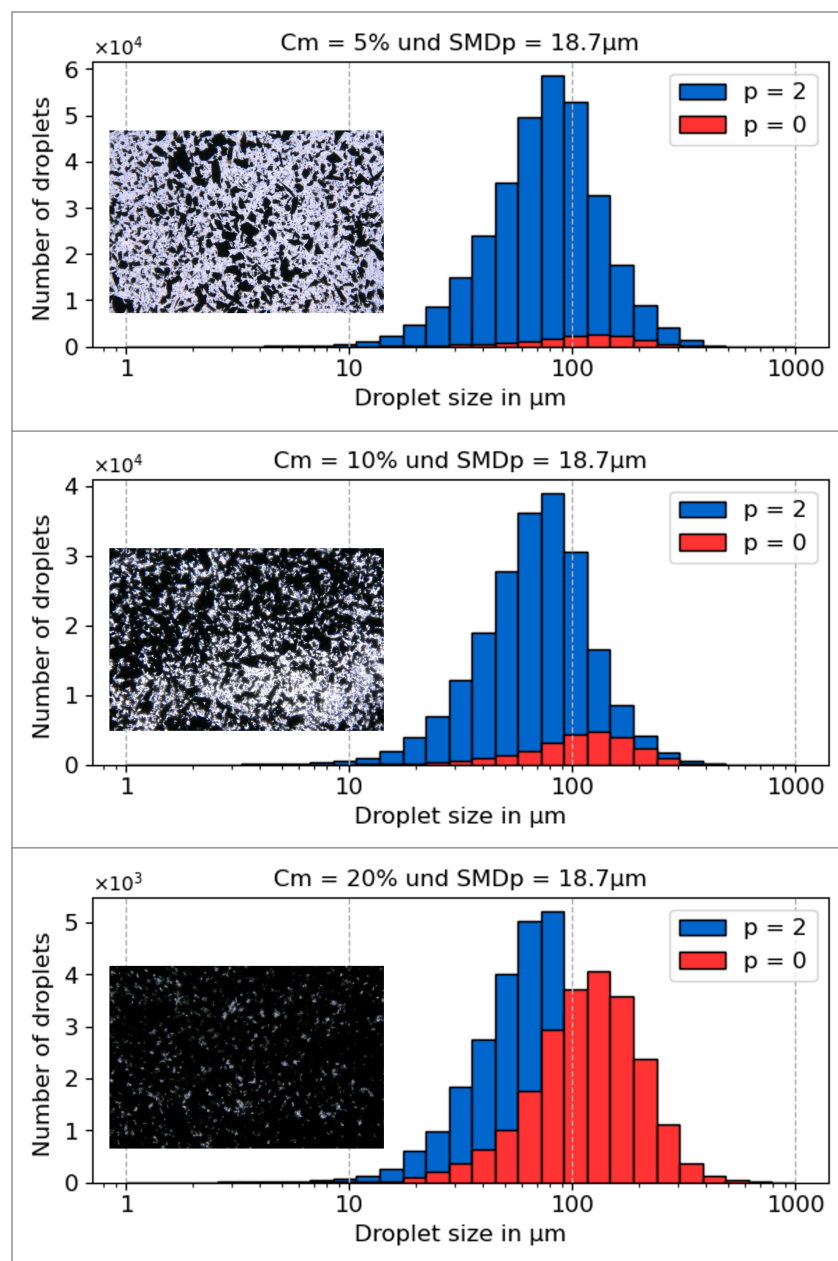 ×10⁴
Cm = 5% und SMDp = 18.7μm
6
5
4
3
2
1
0
Number of droplets
p = 2
p = 0
1 10 100 1000
Droplet size in μm
×10⁴
Cm = 10% und SMDp = 18.7μm
4
3
2
1
0
Number of droplets
p = 2
p = 0
1 10 100 1000
Droplet size in μm
×10³
Cm = 20% und SMDp = 18.7μm
5
4
3
2
1
0
Number of droplets
p = 2
p = 0
1 10 100 1000
Droplet size in μm